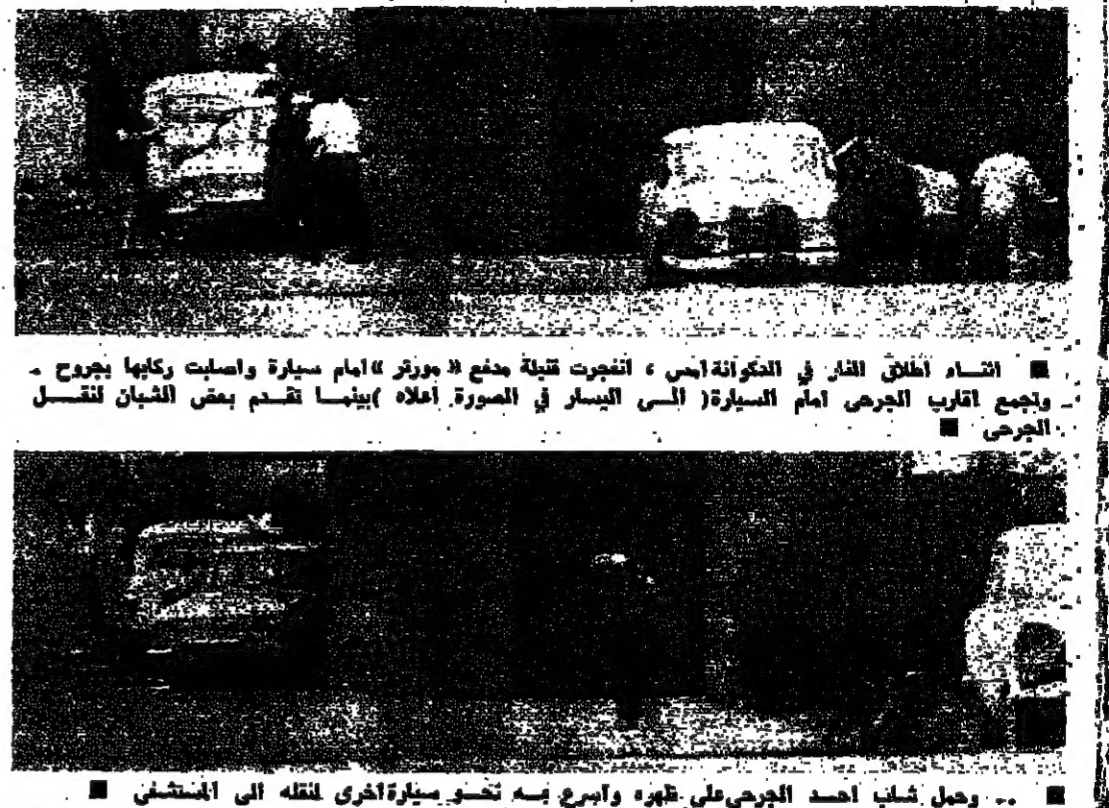 ■ اثناء اطلاق النار في الدكوانة امس ، انفجرت قنبلة مدفع « مورتر » امام سيارة واصابت ركابها بجروح -
وتجمع اقارب الجرحى امام السيارة ( الى اليسار في الصورة اعلاه ) بينما تقدم بعض الشبان لنقل
الجرحى ■
■ .. وحمل شاب احد الجرحى على ظهره واسرع به نحو سيارة اخرى لنقله الى المستشفى ■